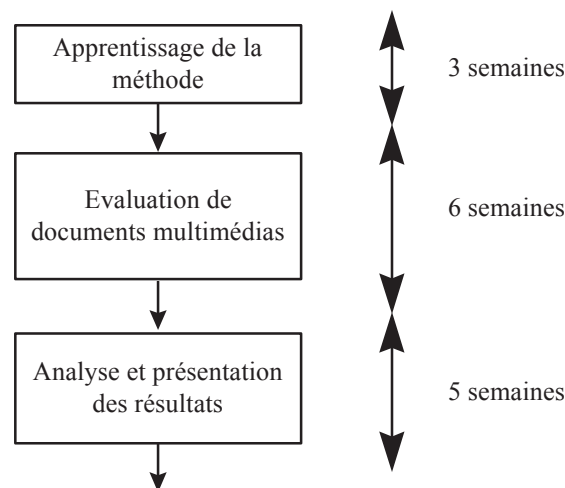 Apprentissage de la
méthode
3 semaines
Evaluation de
documents multimédias
6 semaines
Analyse et présentation
des résultats
5 semaines